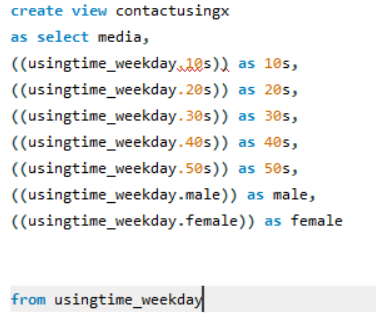 create view contactusingx
as select media,
((usingtime_weekday.10s)) as 10s,
((usingtime_weekday.20s)) as 20s,
((usingtime_weekday.30s)) as 30s,
((usingtime_weekday.40s)) as 40s,
((usingtime_weekday.50s)) as 50s,
((usingtime_weekday.male)) as male,
((usingtime_weekday.female)) as female
from usingtime_weekday